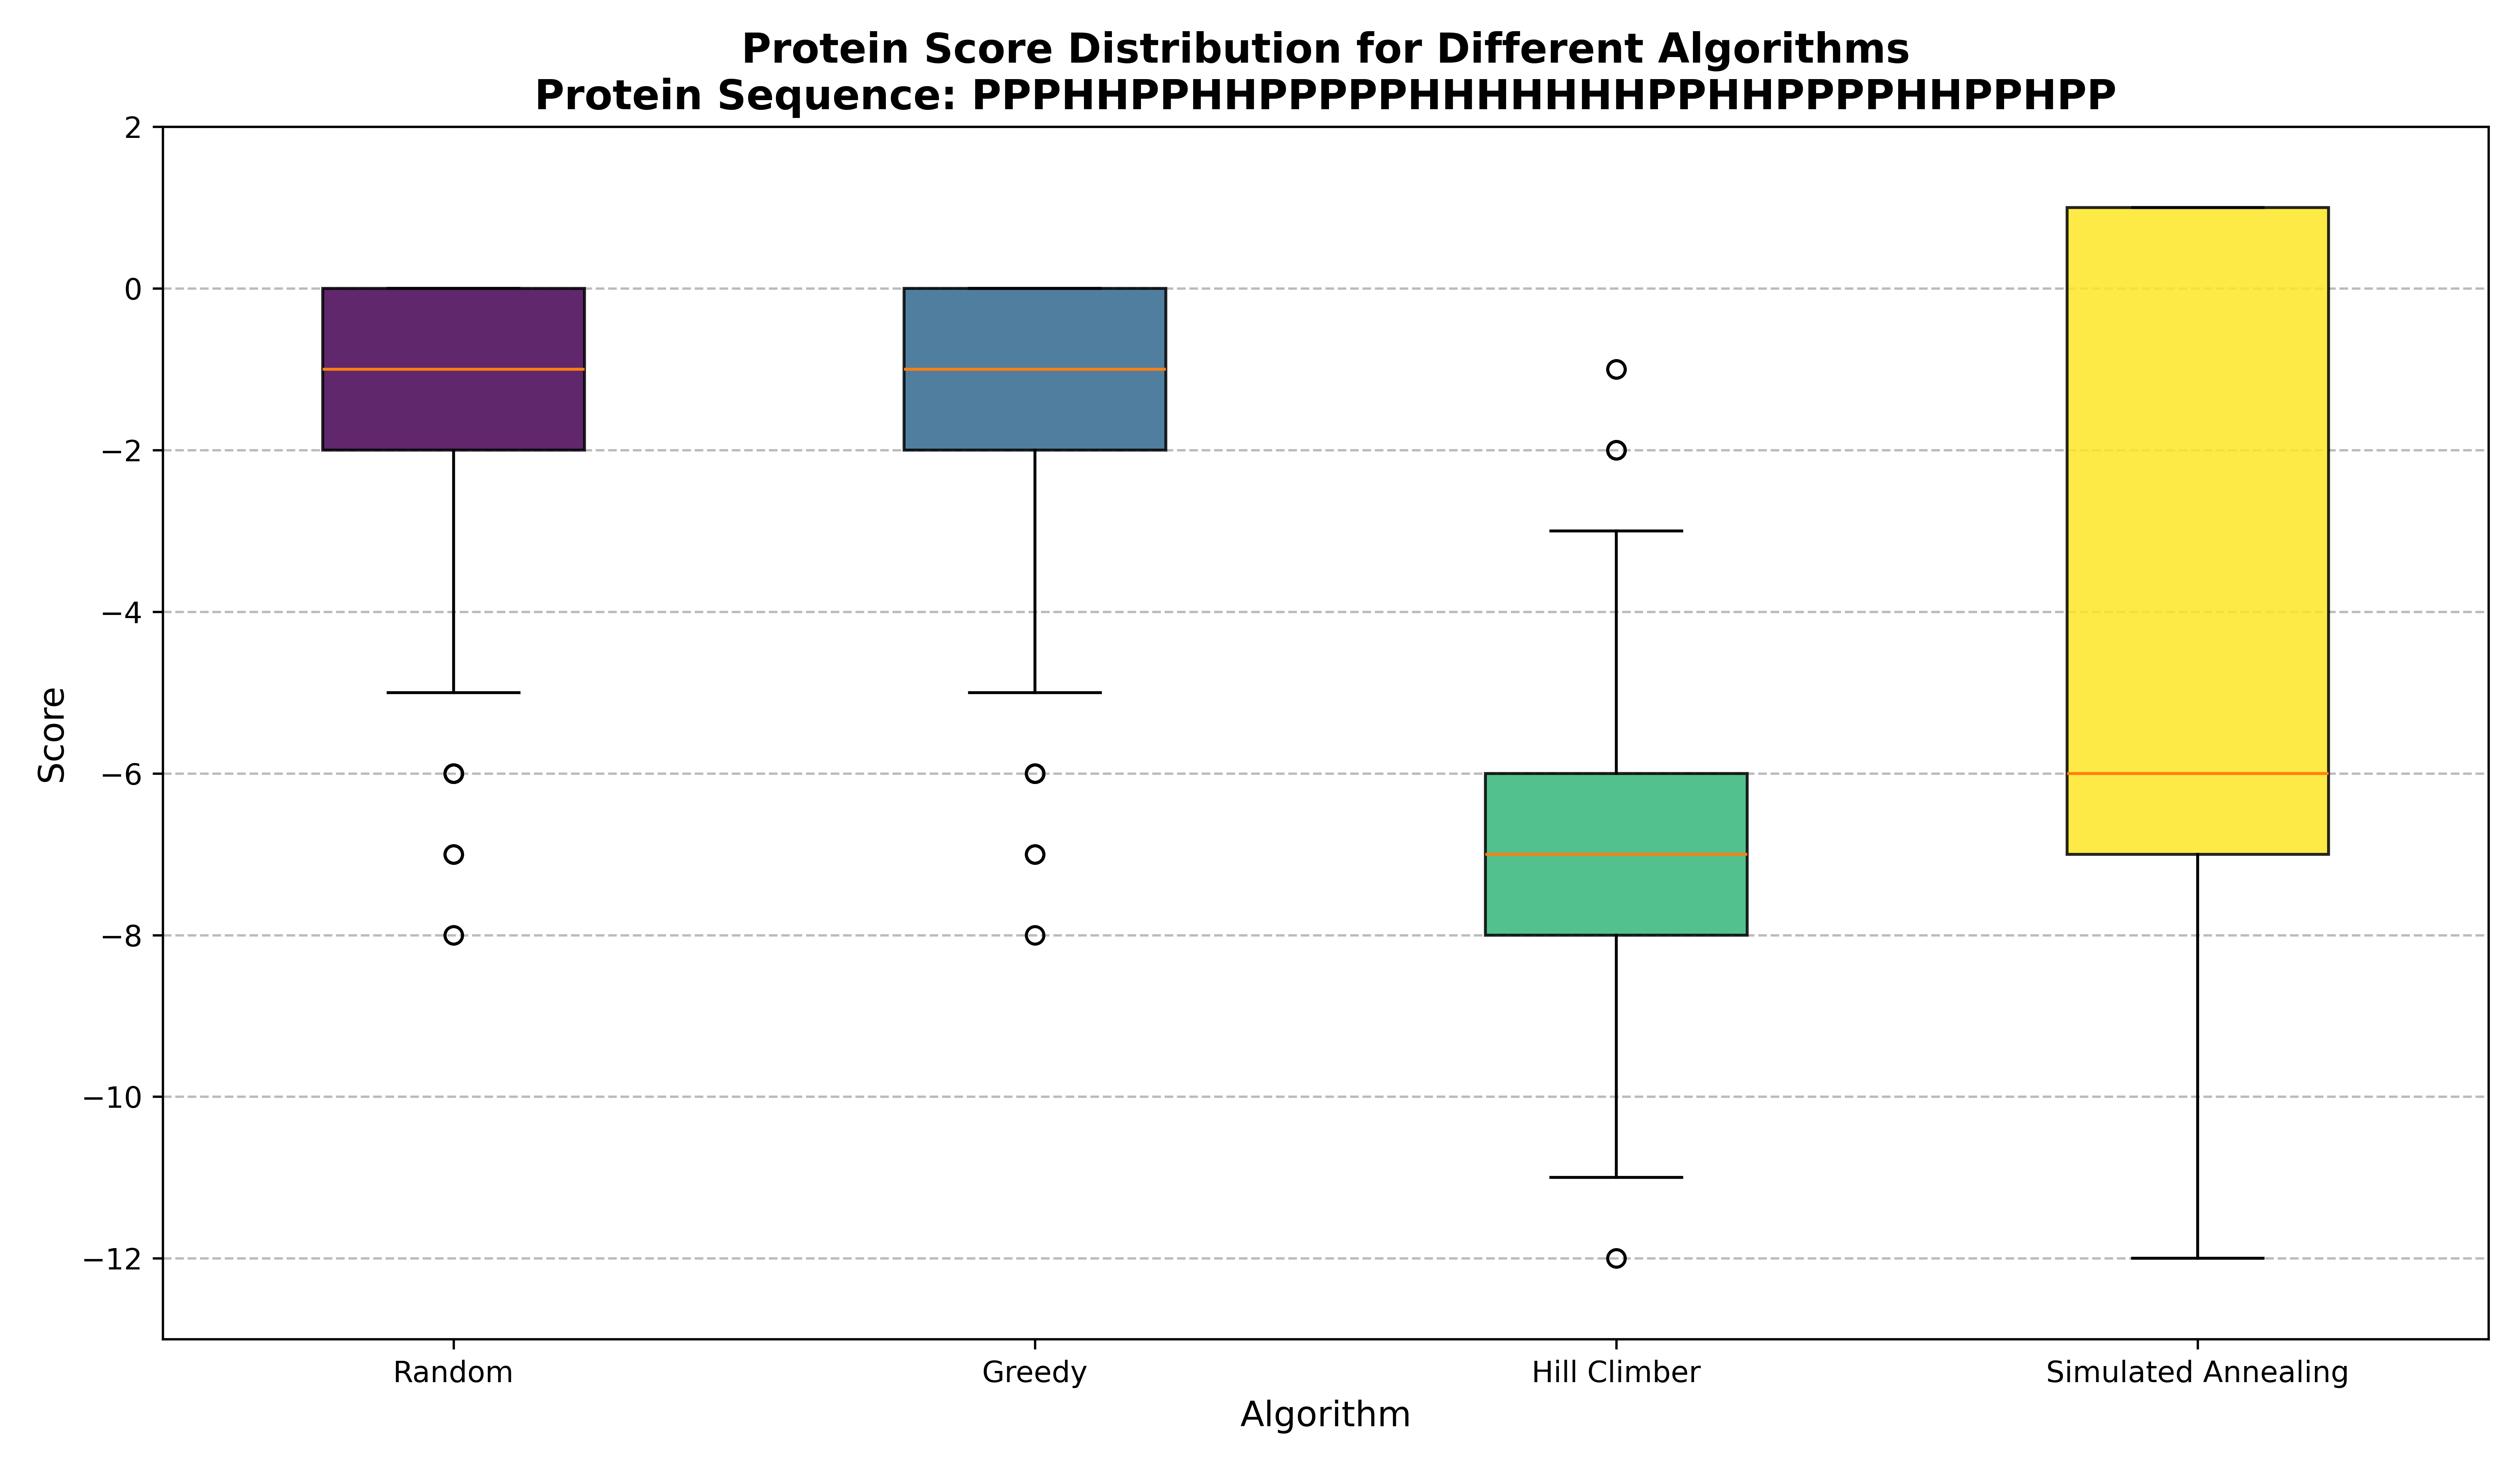 Protein Score Distribution for Different Algorithms
Protein Sequence: PPPHHPPHHPPPPPHHHHHHHPPHHPPPPHHPPHPP
2
0
−2
−4
−6
−8
−10
−12
Score
Random
Greedy
Hill Climber
Simulated Annealing
Algorithm